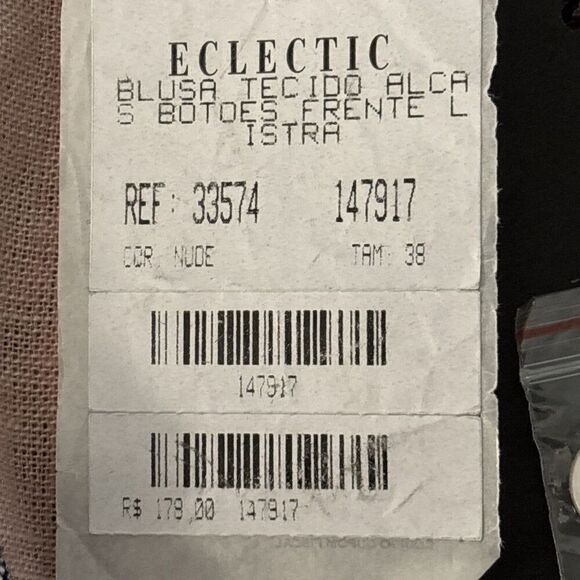 ECLECTIC
BLUSA TECIDO ALCA
S BOTOES FRENTE L
ISTRA
REF: 33574 147917
COR: NUDE TAM: 38
147917
R$ 178,00 147917